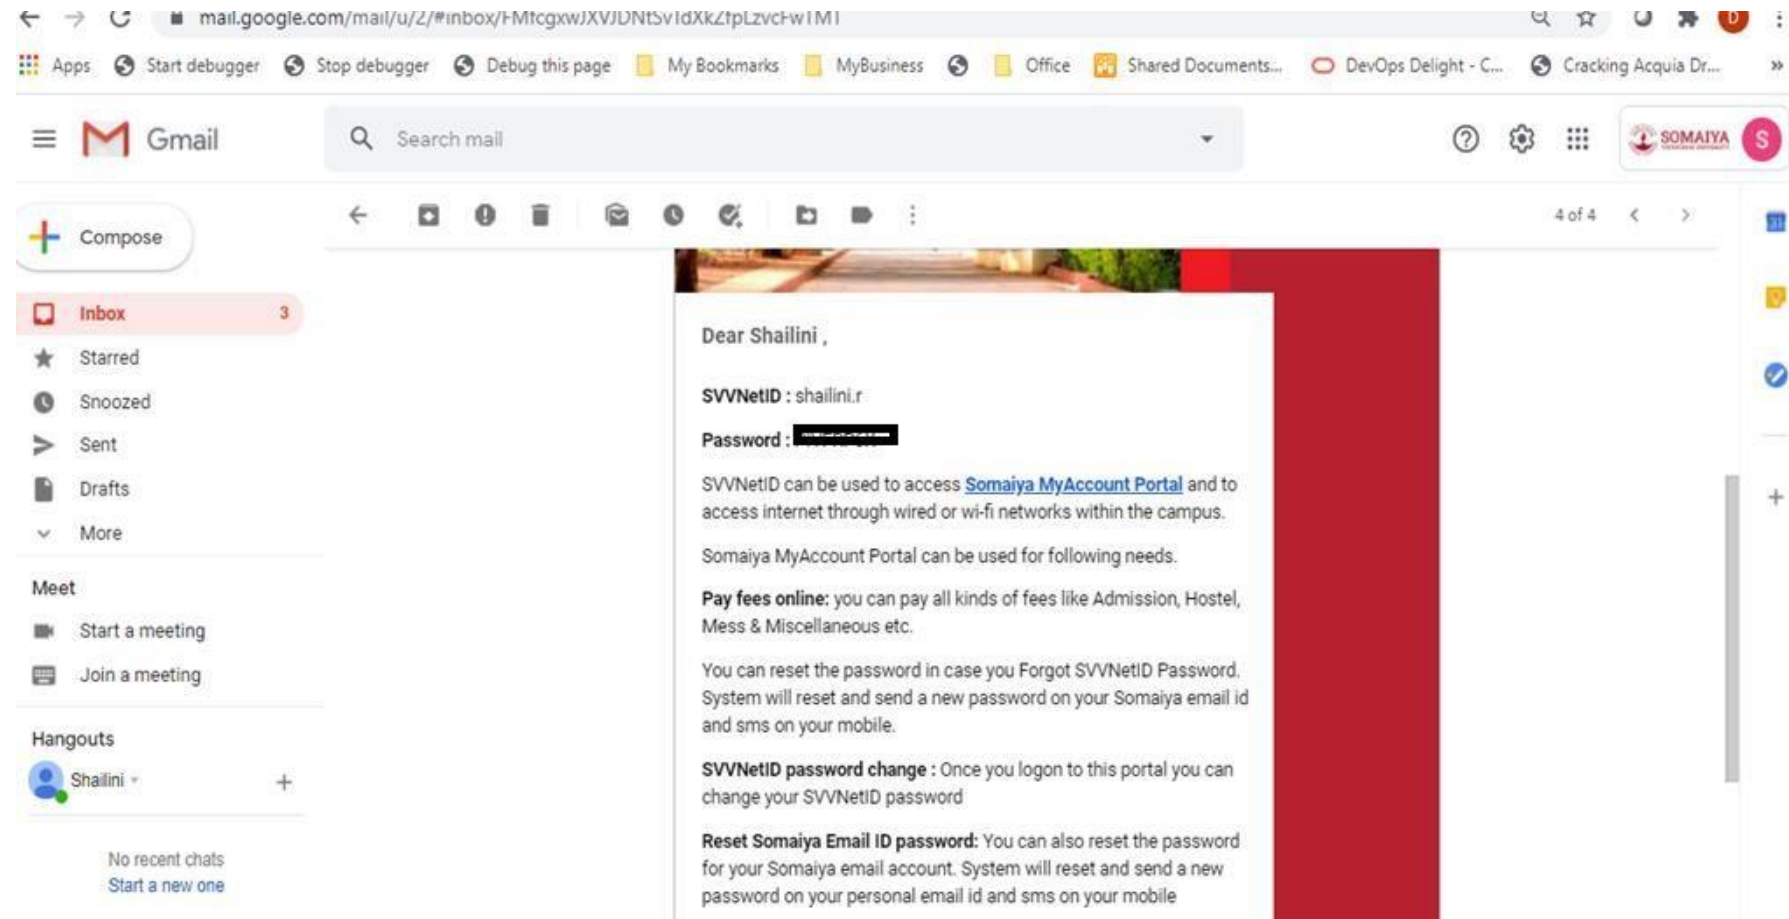 mail.google.com/mail/u/2/#inbox/FMfcgxwJXVJDNtSvTdXkZfpLzvcFwTMT
D
Apps Start debugger Stop debugger Debug this page My Bookmarks MyBusiness Office Shared Documents... DevOps Delight - C... Cracking Acquia Dr... »
Gmail
Search mail
SOMAIYA
S
Compose
4 of 4
Inbox 3
Starred
Snoozed
Sent
Drafts
More
Meet
Start a meeting
Join a meeting
Hangouts
Shailini
No recent chats
Start a new one
Dear Shailini ,
SVVNetID : shailini.r
Password :
SVVNetID can be used to access Somaiya MyAccount Portal and to
access internet through wired or wi-fi networks within the campus.
Somaiya MyAccount Portal can be used for following needs.
Pay fees online: you can pay all kinds of fees like Admission, Hostel,
Mess & Miscellaneous etc.
You can reset the password in case you Forgot SVVNetID Password.
System will reset and send a new password on your Somaiya email id
and sms on your mobile.
SVVNetID password change : Once you logon to this portal you can
change your SVVNetID password
Reset Somaiya Email ID password: You can also reset the password
for your Somaiya email account. System will reset and send a new
password on your personal email id and sms on your mobile